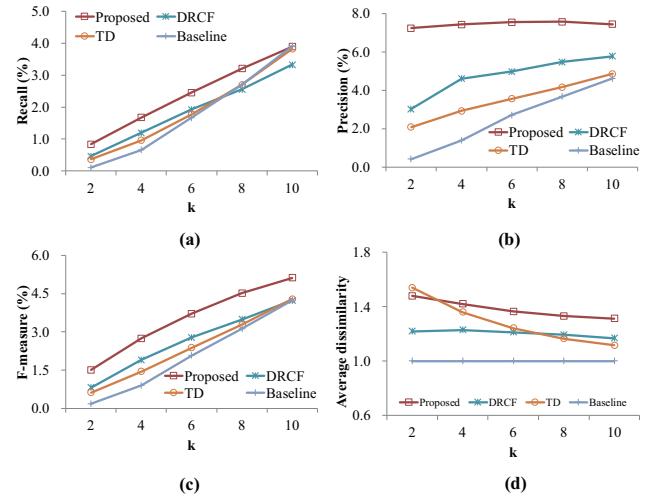 5.0
4.0
3.0
2.0
1.0
0.0
Recall (%)
Proposed
DRCF
TD
Baseline
2 4 6 8 10
k
(a)
8.0
6.0
4.0
2.0
0.0
Precision (%)
Proposed
DRCF
TD
Baseline
2 4 6 8 10
k
(b)
6.0
4.5
3.0
1.5
0.0
F-measure (%)
Proposed
DRCF
TD
Baseline
2 4 6 8 10
k
(c)
1.8
1.4
1.0
0.6
Average dissimilarity
Proposed
DRCF
TD
Baseline
2 4 6 8 10
k
(d)